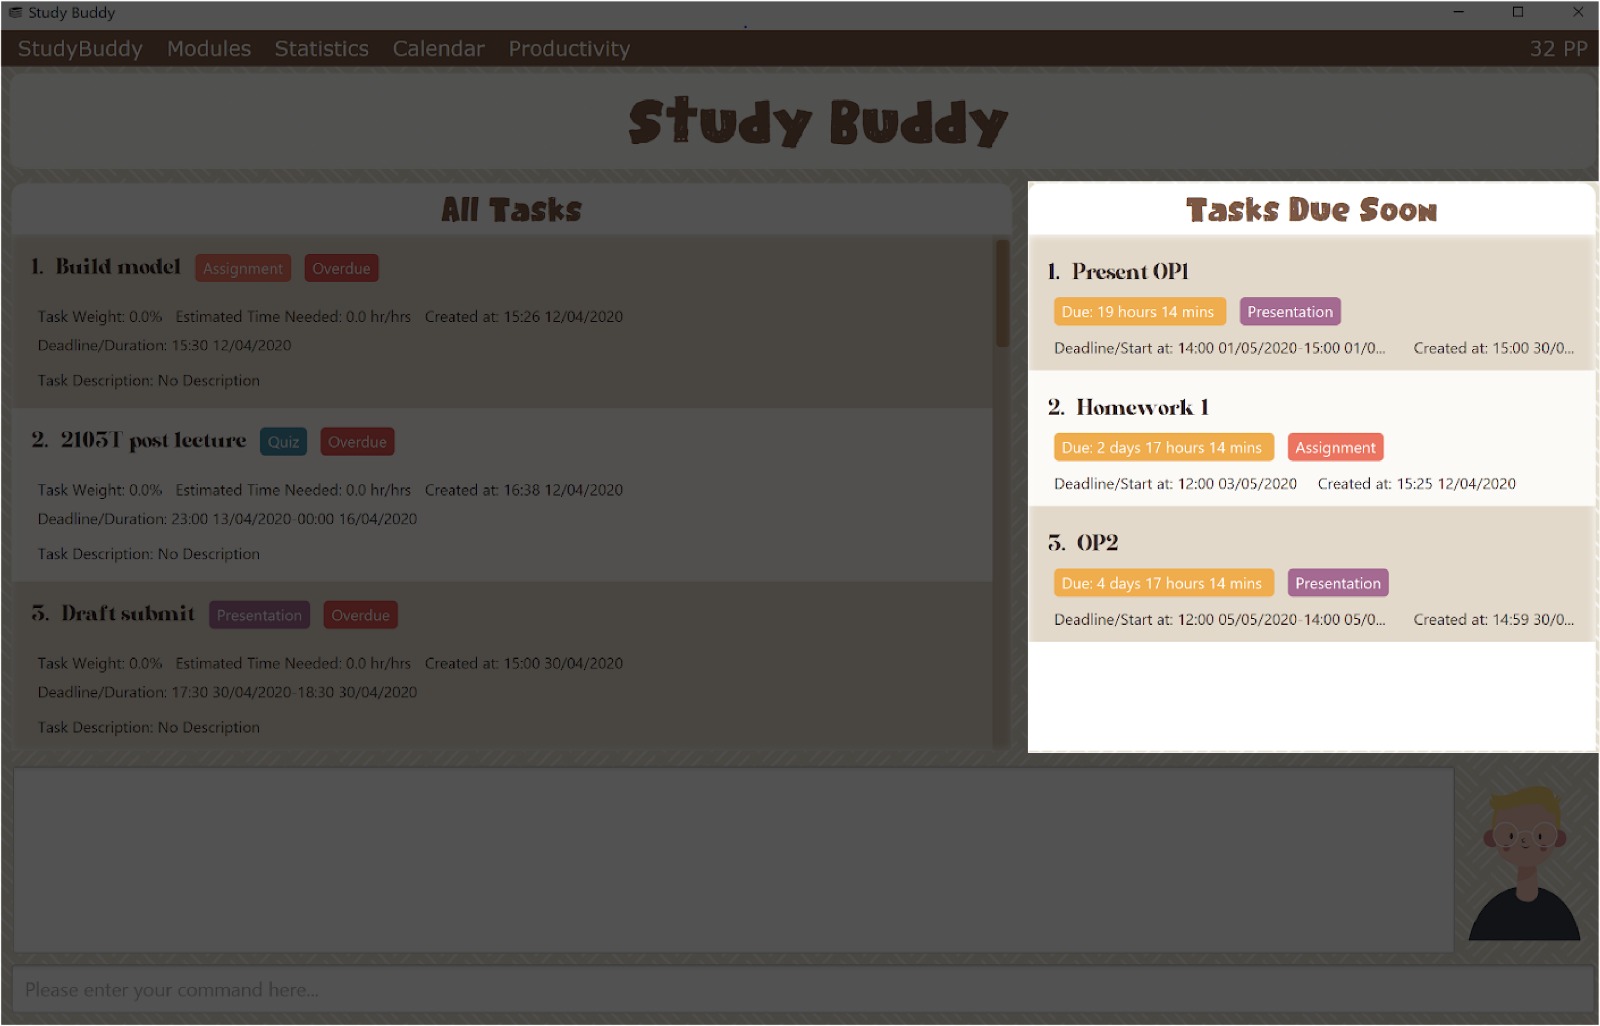 Study Buddy
StudyBuddy Modules Statistics Calendar Productivity 32 PP
Study Buddy
All Tasks
1. Build model Assignment Overdue
Task Weight: 0.0% Estimated Time Needed: 0.0 hr/hrs Created at: 15:26 12/04/2020
Deadline/Duration: 15:30 12/04/2020
Task Description: No Description
2. 2103T post lecture Quiz Overdue
Task Weight: 0.0% Estimated Time Needed: 0.0 hr/hrs Created at: 16:38 12/04/2020
Deadline/Duration: 23:00 13/04/2020-00:00 16/04/2020
Task Description: No Description
3. Draft submit Presentation Overdue
Task Weight: 0.0% Estimated Time Needed: 0.0 hr/hrs Created at: 15:00 30/04/2020
Deadline/Duration: 17:30 30/04/2020-18:30 30/04/2020
Task Description: No Description
Tasks Due Soon
1. Present OP1
Due: 19 hours 14 mins Presentation
Deadline/Start at: 14:00 01/05/2020-15:00 01/0... Created at: 15:00 30/0...
2. Homework 1
Due: 2 days 17 hours 14 mins Assignment
Deadline/Start at: 12:00 03/05/2020 Created at: 15:25 12/04/2020
3. OP2
Due: 4 days 17 hours 14 mins Presentation
Deadline/Start at: 12:00 05/05/2020-14:00 05/0... Created at: 14:59 30/0...
Please enter your command here...